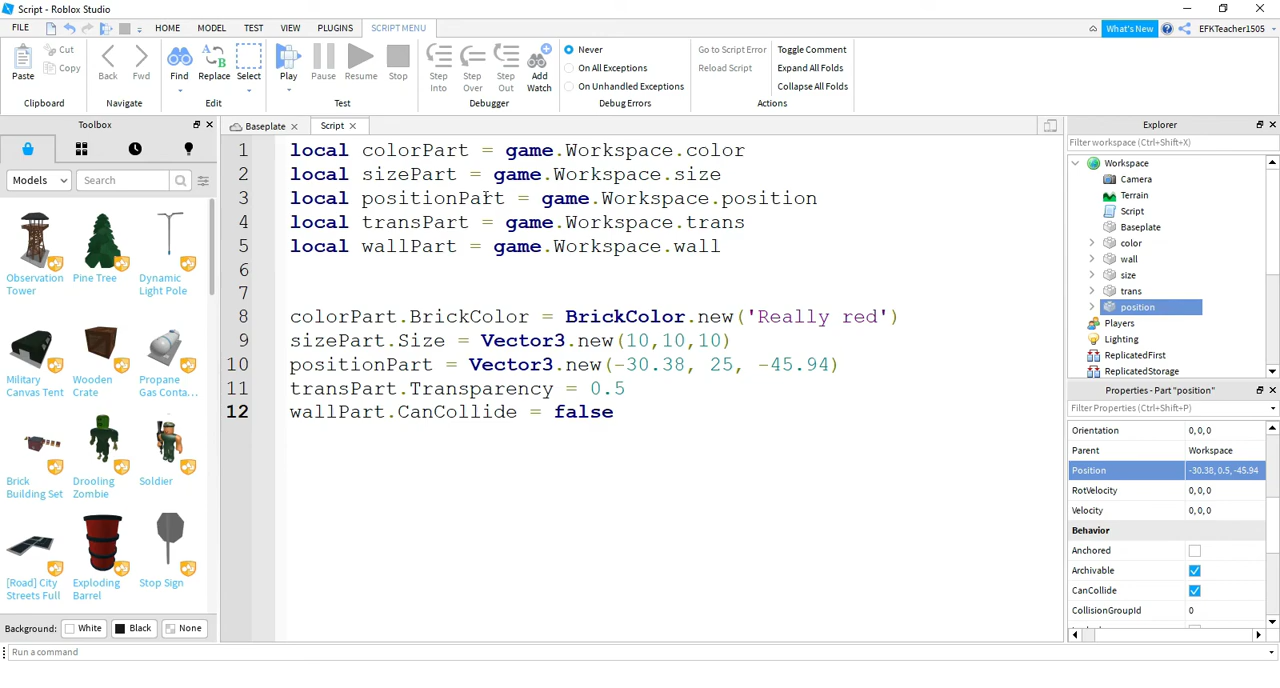 Script - Roblox Studio
FILE HOME MODEL TEST VIEW PLUGINS SCRIPT MENU What's New EFKTeacher1505
Paste Cut Copy Back Fwd Find Replace Select Play Pause Resume Stop Step Into Step Over Step Out Add Watch
Never
On All Exceptions
On Unhandled Exceptions
Go to Script Error
Reload Script
Toggle Comment
Expand All Folds
Collapse All Folds
Clipboard Navigate Edit Test Debugger Debug Errors Actions
Toolbox
Models Search
Observation Tower
Pine Tree
Dynamic Light Pole
Military Canvas Tent
Wooden Crate
Propane Gas Conta...
Brick Building Set
Drooling Zombie
Soldier
[Road] City Streets Full
Exploding Barrel
Stop Sign
Background: White Black None
Baseplate Script
1 local colorPart = game.Workspace.color
2 local sizePart = game.Workspace.size
3 local positionPart = game.Workspace.position
4 local transPart = game.Workspace.trans
5 local wallPart = game.Workspace.wall
6
7
8 colorPart.BrickColor = BrickColor.new('Really red')
9 sizePart.Size = Vector3.new(10,10,10)
10 positionPart = Vector3.new(-30.38, 25, -45.94)
11 transPart.Transparency = 0.5
12 wallPart.CanCollide = false
Explorer
Filter workspace (Ctrl+Shift+X)
Workspace
Camera
Terrain
Script
Baseplate
color
wall
size
trans
position
Players
Lighting
ReplicatedFirst
ReplicatedStorage
Properties - Part "position"
Filter Properties (Ctrl+Shift+P)
Orientation 0, 0, 0
Parent Workspace
Position -30.38, 0.5, -45.94
RotVelocity 0, 0, 0
Velocity 0, 0, 0
Behavior
Anchored
Archivable
CanCollide
CollisionGroupId 0
Run a command